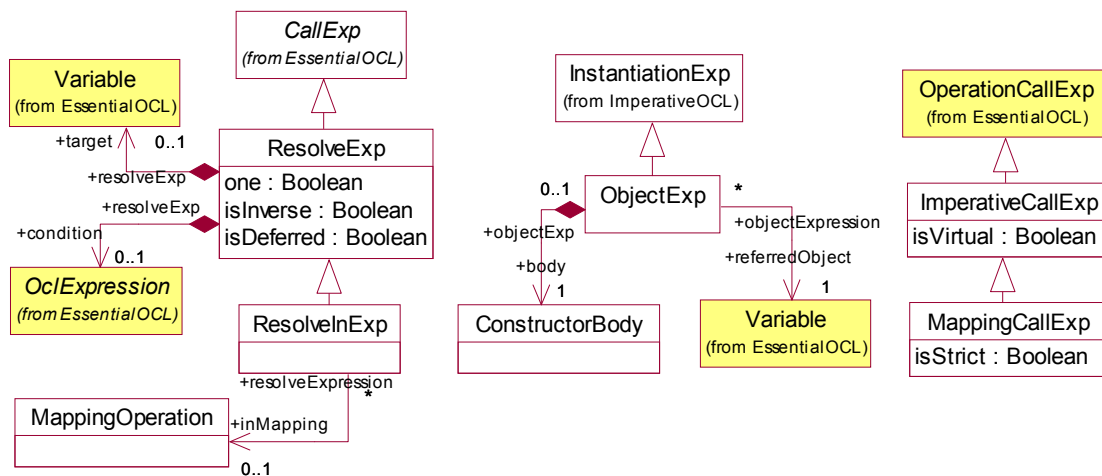 CallExp
(from EssentialOCL)
Variable
(from EssentialOCL)
+target
0..1
+resolveExp
+resolveExp
+condition
0..1
ResolveExp
one : Boolean
isInverse : Boolean
isDeferred : Boolean
OclExpression
(from EssentialOCL)
ResolveInExp
+resolveExpression
*
MappingOperation
+inMapping
0..1
InstantiationExp
(from ImperativeOCL)
0..1
ObjectExp
*
+objectExp
+objectExpression
+body
+referredObject
1
1
ConstructorBody
Variable
(from EssentialOCL)
OperationCallExp
(from EssentialOCL)
ImperativeCallExp
isVirtual : Boolean
MappingCallExp
isStrict : Boolean